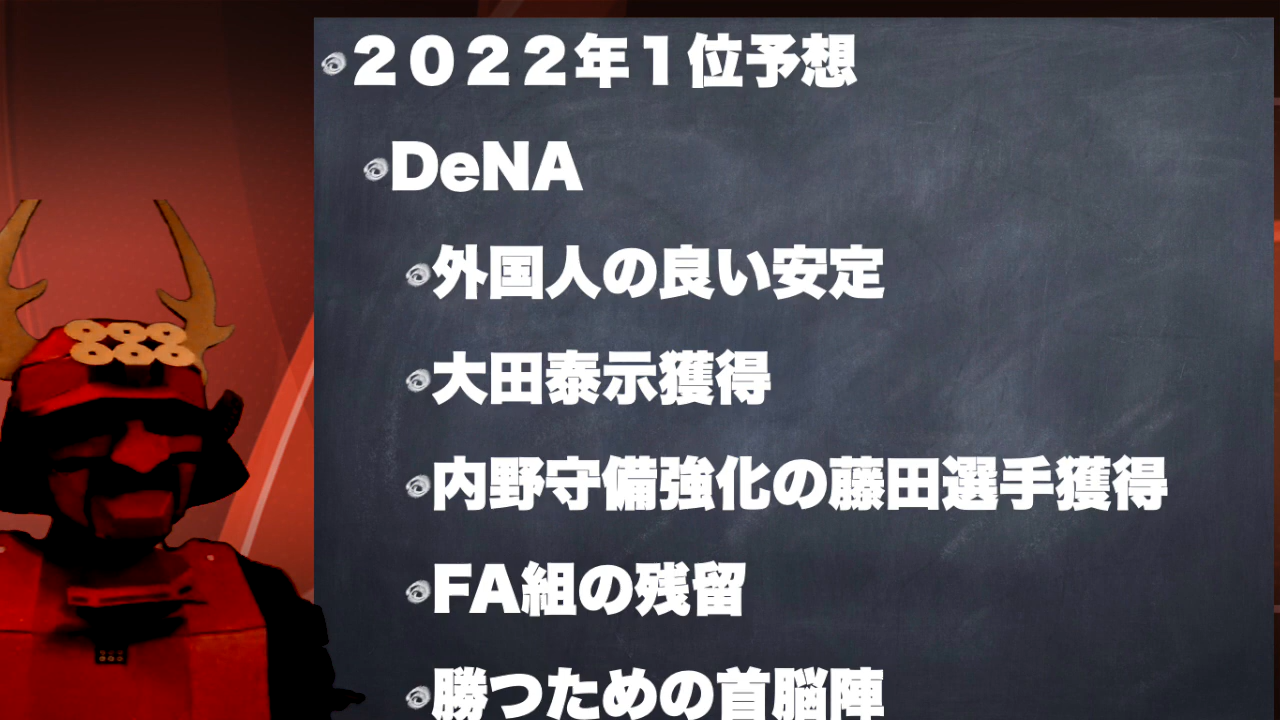 ２０２２年１位予想
DeNA
外国人の良い安定
大田泰示獲得
内野守備強化の藤田選手獲得
FA組の残留
勝つための首脳陣